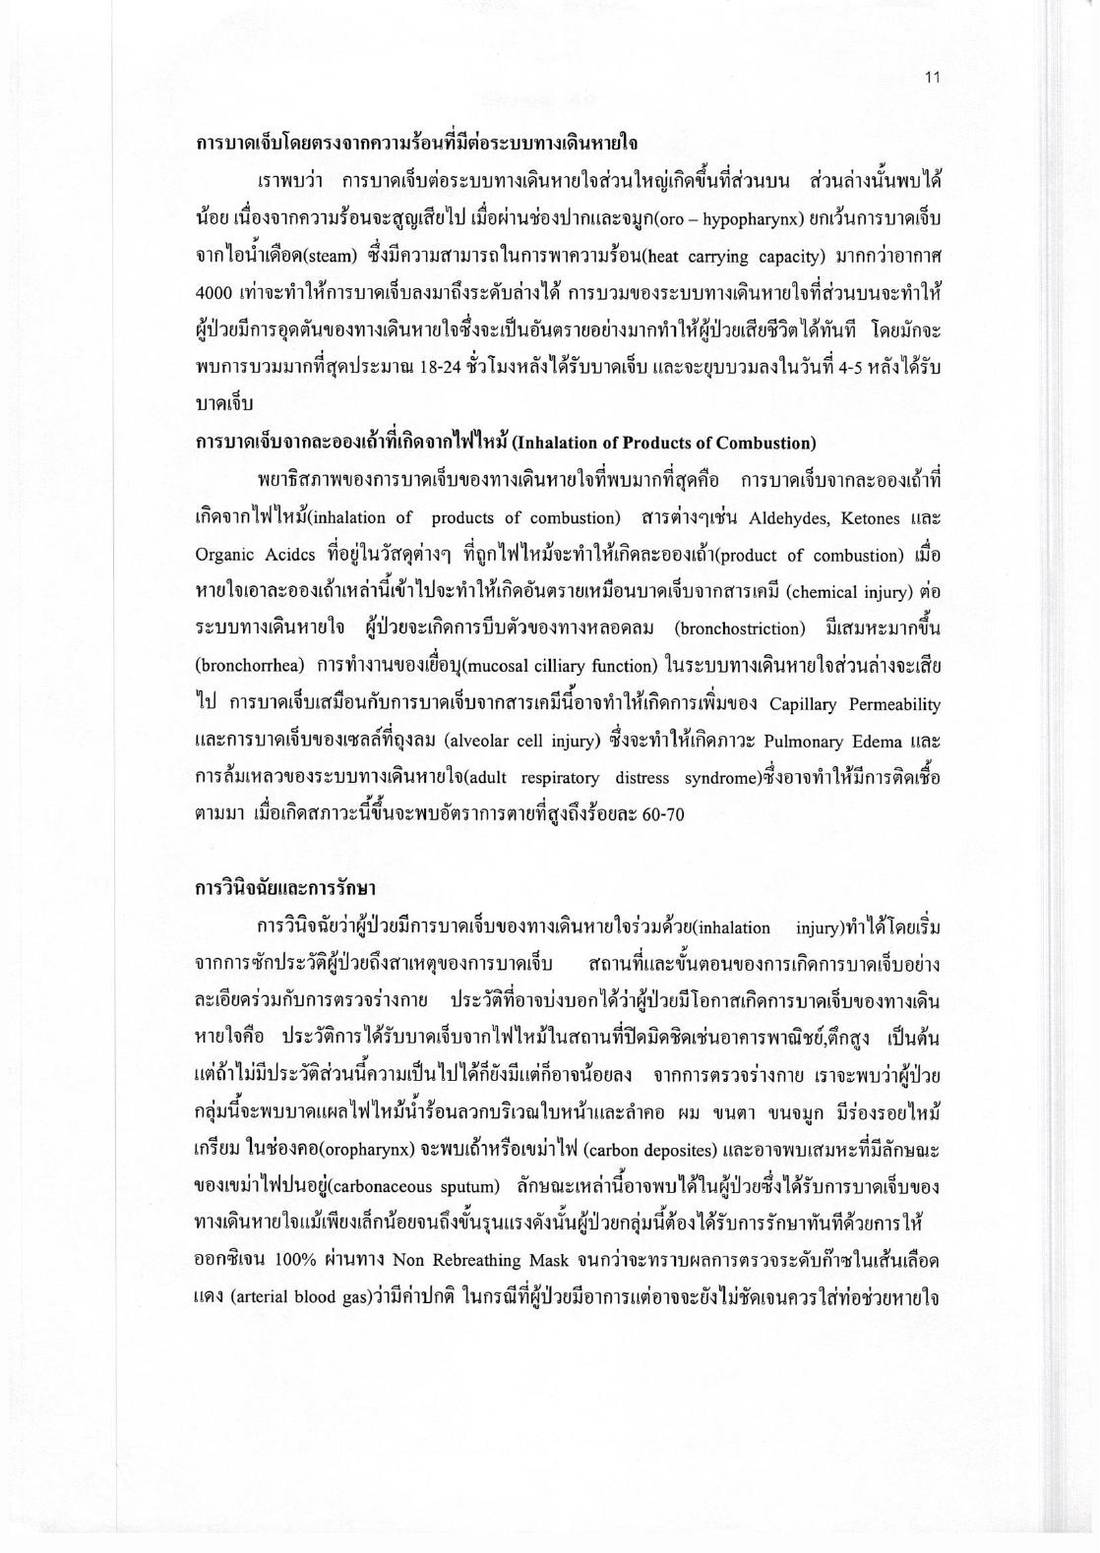 11
การบาดเจ็บโดยตรงจากความร้อนที่มีต่อระบบทางเดินหายใจ
เราพบว่า การบาดเจ็บต่อระบบทางเดินหายใจส่วนใหญ่เกิดขึ้นที่ส่วนบน ส่วนล่างนั้นพบได้
น้อย เนื่องจากความร้อนจะสูญเสียไป เมื่อผ่านช่องปากและจมูก(oro – hypopharynx) ยกเว้นการบาดเจ็บ
จากไอน้ำเดือด(steam) ซึ่งมีความสามารถในการพาความร้อน(heat carrying capacity) มากกว่าอากาศ
4000 เท่าจะทำให้การบาดเจ็บลงมาถึงระดับล่างได้ การบวมของระบบทางเดินหายใจที่ส่วนบนจะทำให้
ผู้ป่วยมีการอุดตันของทางเดินหายใจซึ่งจะเป็นอันตรายอย่างมากทำให้ผู้ป่วยเสียชีวิตได้ทันที โดยมักจะ
พบการบวมมากที่สุดประมาณ 18-24 ชั่วโมงหลังได้รับบาดเจ็บ และจะยุบบวมลงในวันที่ 4-5 หลังได้รับ
บาดเจ็บ
การบาดเจ็บจากละอองเถ้าที่เกิดจากไฟไหม้ (Inhalation of Products of Combustion)
พยาธิสภาพของการบาดเจ็บของทางเดินหายใจที่พบมากที่สุดคือ การบาดเจ็บจากละอองเถ้าที่
เกิดจากไฟไหม้(inhalation of products of combustion) สารต่างๆเช่น Aldehydes, Ketones และ
Organic Acidcs ที่อยู่ในวัสดุต่างๆ ที่ถูกไฟไหม้จะทำให้เกิดละอองเถ้า(product of combustion) เมื่อ
หายใจเอาละอองเถ้าเหล่านี้เข้าไปจะทำให้เกิดอันตรายเหมือนบาดเจ็บจากสารเคมี (chemical injury) ต่อ
ระบบทางเดินหายใจ ผู้ป่วยจะเกิดการบีบตัวของทางหลอดลม (bronchostriction) มีเสมหะมากขึ้น
(bronchorrhea) การทำงานของเยื่อบุ(mucosal cilliary function) ในระบบทางเดินหายใจส่วนล่างจะเสีย
ไป การบาดเจ็บเสมือนกับการบาดเจ็บจากสารเคมีนี้อาจทำให้เกิดการเพิ่มของ Capillary Permeability
และการบาดเจ็บของเซลล์ที่ถุงลม (alveolar cell injury) ซึ่งจะทำให้เกิดภาวะ Pulmonary Edema และ
การล้มเหลวของระบบทางเดินหายใจ(adult respiratory distress syndrome)ซึ่งอาจทำให้มีการติดเชื้อ
ตามมา เมื่อเกิดสภาวะนี้ขึ้นจะพบอัตราการตายที่สูงถึงร้อยละ 60-70
การวินิจฉัยและการรักษา
การวินิจฉัยว่าผู้ป่วยมีการบาดเจ็บของทางเดินหายใจร่วมด้วย(inhalation injury)ทำได้โดยเริ่ม
จากการซักประวัติผู้ป่วยถึงสาเหตุของการบาดเจ็บ สถานที่และขั้นตอนของการเกิดการบาดเจ็บอย่าง
ละเอียดร่วมกับการตรวจร่างกาย ประวัติที่อาจบ่งบอกได้ว่าผู้ป่วยมีโอกาสเกิดการบาดเจ็บของทางเดิน
หายใจคือ ประวัติการได้รับบาดเจ็บจากไฟไหม้ในสถานที่ปิดมิดชิดเช่นอาคารพาณิชย์,ตึกสูง เป็นต้น
แต่ถ้าไม่มีประวัติส่วนนี้ความเป็นไปได้ก็ยังมีแต่ก็อาจน้อยลง จากการตรวจร่างกาย เราจะพบว่าผู้ป่วย
กลุ่มนี้จะพบบาดแผลไฟไหม้น้ำร้อนลวกบริเวณใบหน้าและลำคอ ผม ขนตา ขนจมูก มีร่องรอยไหม้
เกรียม ในช่องคอ(oropharynx) จะพบเถ้าหรือเขม่าไฟ (carbon deposites) และอาจพบเสมหะที่มีลักษณะ
ของเขม่าไฟปนอยู่(carbonaceous sputum) ลักษณะเหล่านี้อาจพบได้ในผู้ป่วยซึ่งได้รับการบาดเจ็บของ
ทางเดินหายใจแม้เพียงเล็กน้อยจนถึงขั้นรุนแรงดังนั้นผู้ป่วยกลุ่มนี้ต้องได้รับการรักษาทันทีด้วยการให้
ออกซิเจน 100% ผ่านทาง Non Rebreathing Mask จนกว่าจะทราบผลการตรวจระดับก๊าซในเส้นเลือด
แดง (arterial blood gas)ว่ามีค่าปกติ ในกรณีที่ผู้ป่วยมีอาการแต่อาจจะยังไม่ชัดเจนควรใส่ท่อช่วยหายใจ